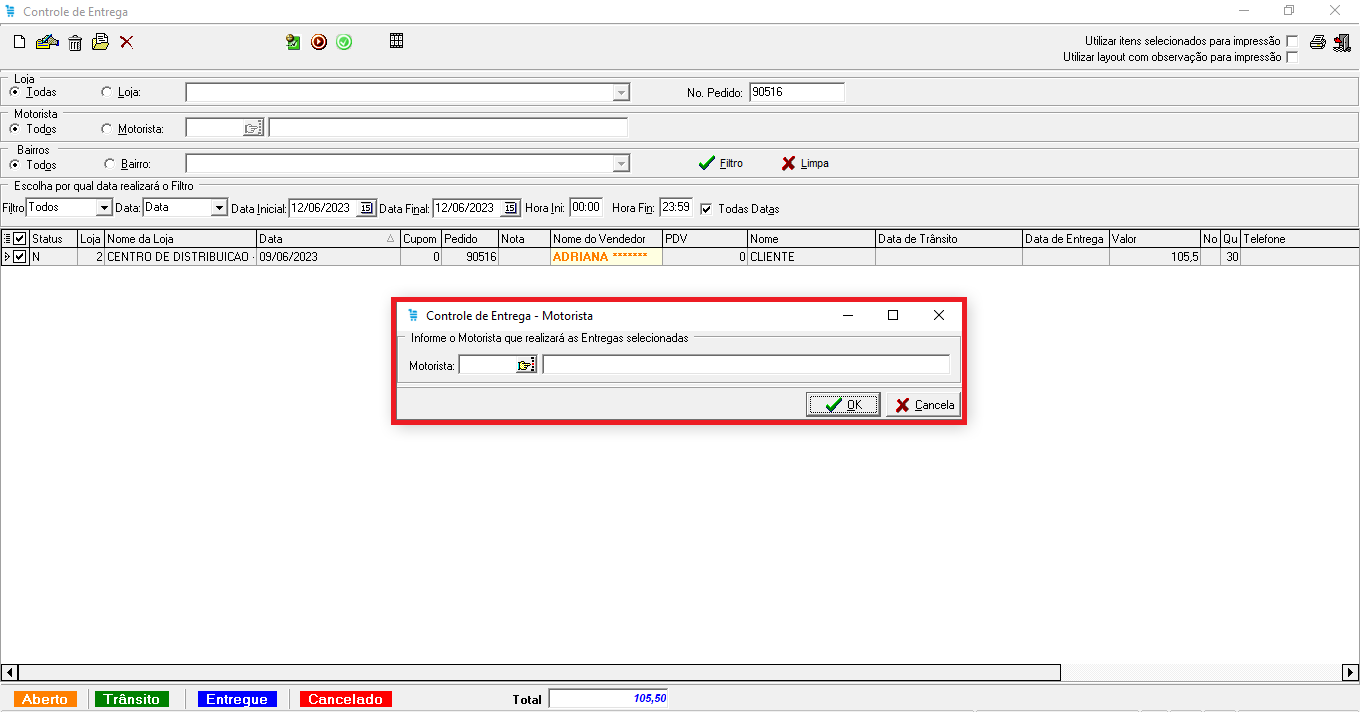 Controle de Entrega
Utilizar itens selecionados para impressão
Utilizar layout com observação para impressão
Loja
Todas Loja: No. Pedido: 90516
Motorista
Todos Motorista:
Bairros
Todos Bairro: Filtro Limpa
Escolha por qual data realizará o Filtro
Filtro Todos Data: Data Data Inicial: 12/06/2023 15 Data Final: 12/06/2023 15 Hora Ini: 00:00 Hora Fin: 23:59 Todas Datas
Status Loja Nome da Loja Data Cupom Pedido Nota Nome do Vendedor PDV Nome Data de Trânsito Data de Entrega Valor No Qu Telefone
N 2 CENTRO DE DISTRIBUICAO - 09/06/2023 0 90516 ADRIANA ******* 0 CLIENTE 105,5 30
Controle de Entrega - Motorista
Informe o Motorista que realizará as Entregas selecionadas
Motorista:
OK Cancela
Aberto Trânsito Entregue Cancelado Total 105,50